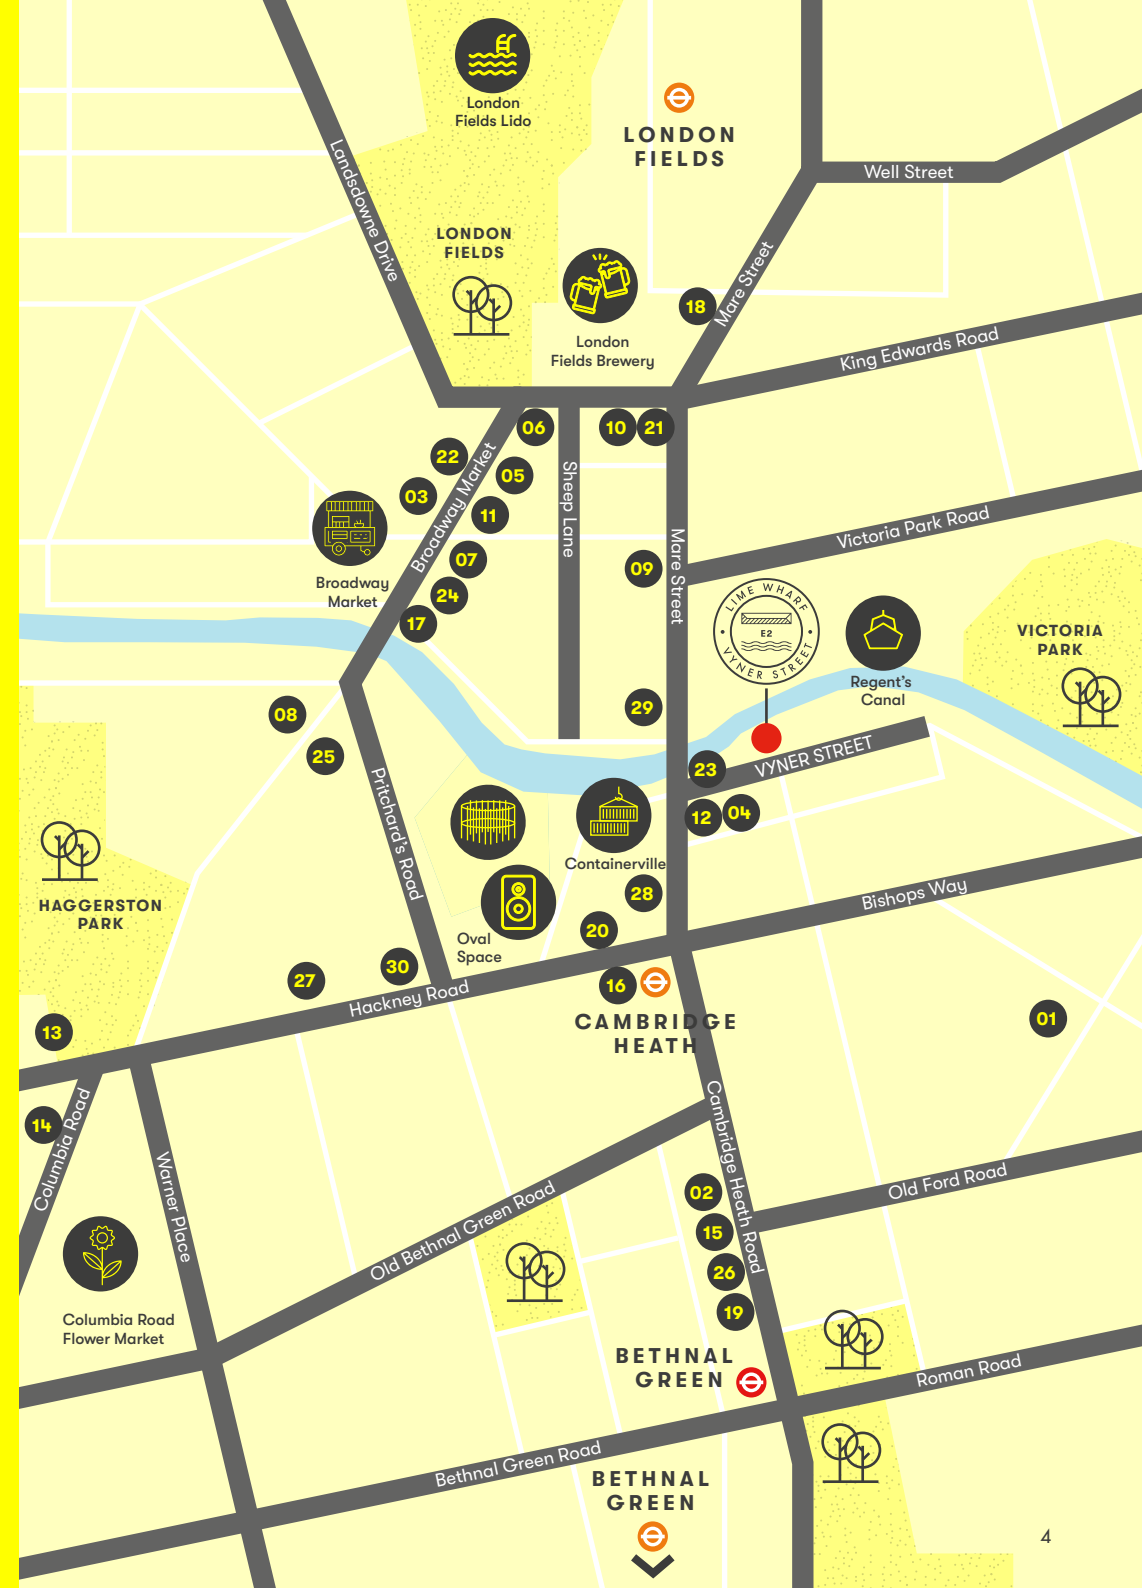 London
Fields Lido
LONDON
FIELDS
Well Street
Landsdowne Drive
LONDON
FIELDS
Mare Street
18
London
Fields Brewery
King Edwards Road
06
10
21
22
Broadway Market
05
Sheep Lane
03
11
Victoria Park Road
07
09
Mare Street
Broadway
Market
24
17
LIME WHARF
E2
VYNER STREET
VICTORIA
PARK
Regent's
Canal
08
29
25
23
VYNER STREET
Pritchard's Road
12
04
Containerville
28
Bishops Way
HAGGERSTON
PARK
20
Oval
Space
30
27
16
Hackney Road
CAMBRIDGE
HEATH
01
13
14
Columbia Road
Cambridge Heath Road
Warner Place
02
Old Ford Road
Old Bethnal Green Road
15
26
19
Columbia Road
Flower Market
BETHNAL
GREEN
Roman Road
Bethnal Green Road
BETHNAL
GREEN
4